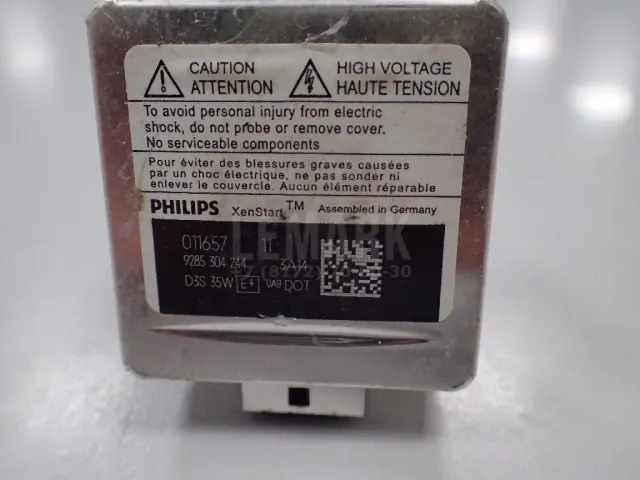 CAUTION
ATTENTION
HIGH VOLTAGE
HAUTE TENSION
To avoid personal injury from electric
shock, do not probe or remove cover.
No serviceable components
Pour éviter des blessures graves causées
par un choc électrique, ne pas sonder ni
enlever le couvercle. Aucun élément réparable
PHILIPS XenStart™ Assembled in Germany
011657 11
9285 304 244 3A14
D3S 35W E4 DOT
LEMARK